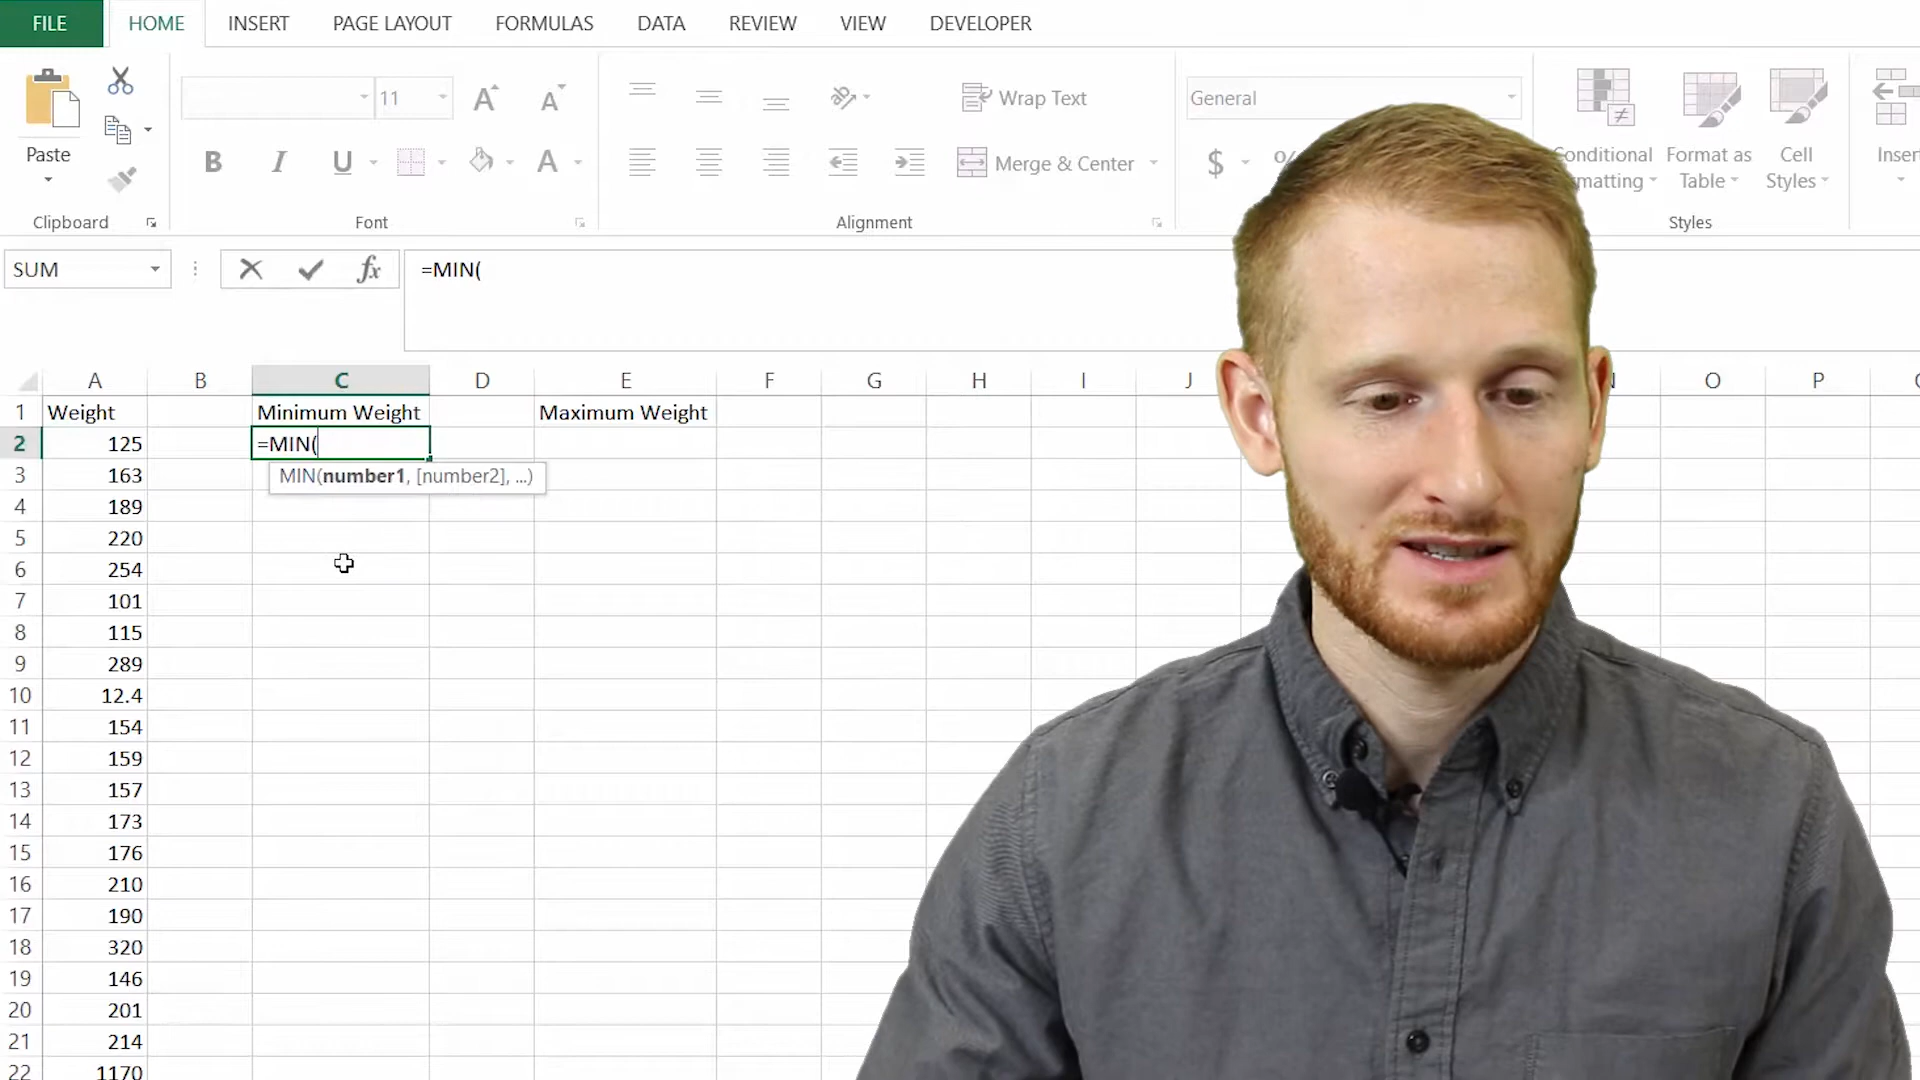 FILE HOME INSERT PAGE LAYOUT FORMULAS DATA REVIEW VIEW DEVELOPER
Paste
Clipboard
11
B I U A
Font
Wrap Text
Merge & Center
Alignment
General
$ %
Conditional
Format as
Table
Cell
Styles
Styles
SUM fx =MIN(
A B C D E F G H I J O P
1 Weight Minimum Weight Maximum Weight
2 125 =MIN(
MIN(number1, [number2], ...)
3 163
4 189
5 220
6 254
7 101
8 115
9 289
10 12.4
11 154
12 159
13 157
14 173
15 176
16 210
17 190
18 320
19 146
20 201
21 214
22 1170